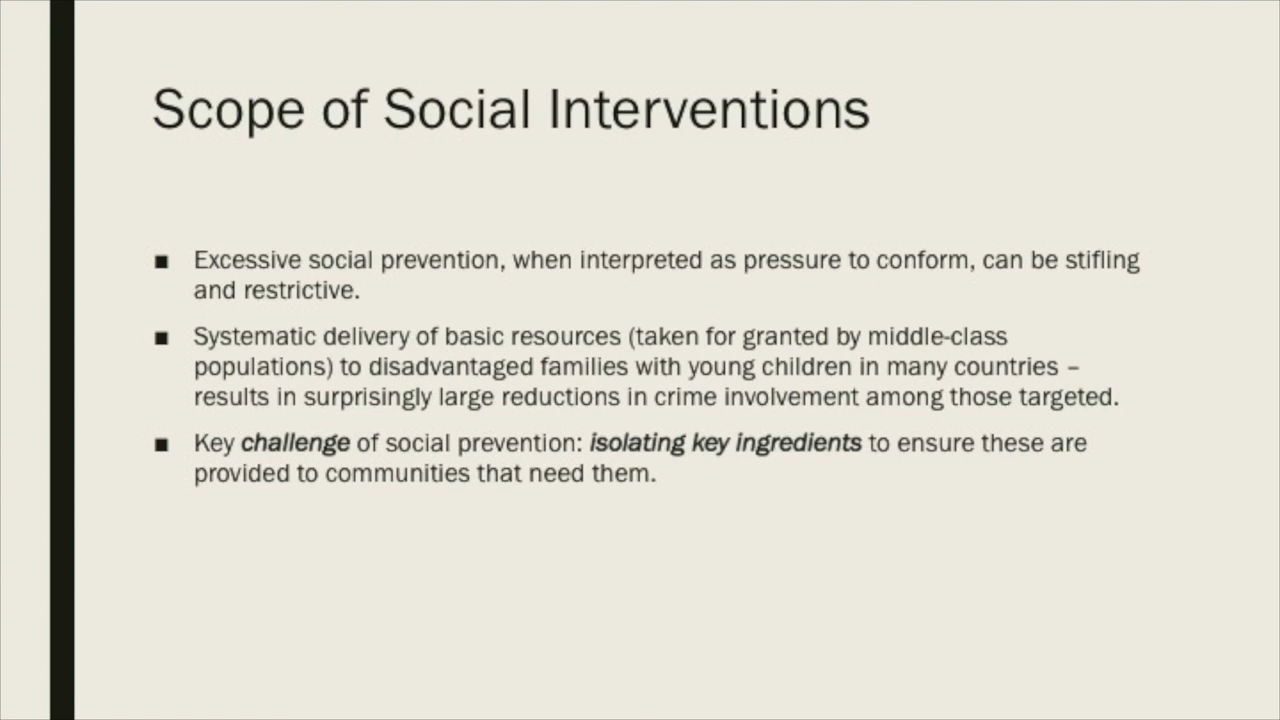 Scope of Social Interventions
■ Excessive social prevention, when interpreted as pressure to conform, can be stifling
and restrictive.
■ Systematic delivery of basic resources (taken for granted by middle-class
populations) to disadvantaged families with young children in many countries –
results in surprisingly large reductions in crime involvement among those targeted.
■ Key challenge of social prevention: isolating key ingredients to ensure these are
provided to communities that need them.